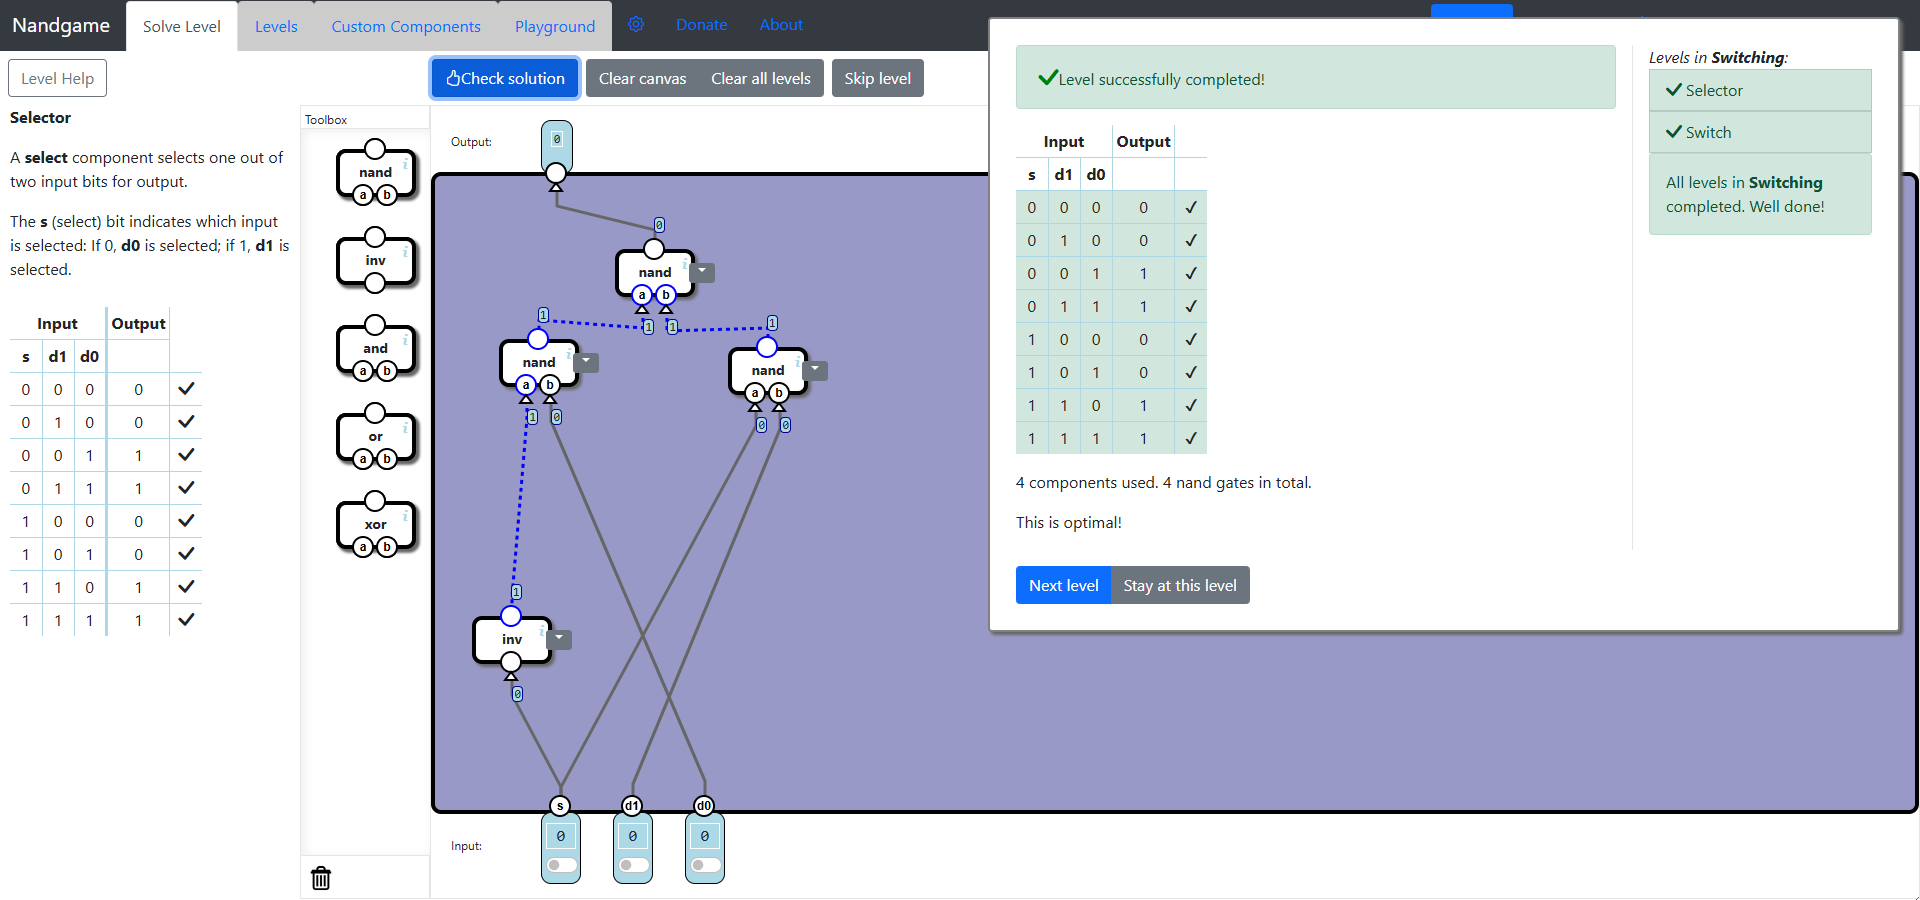 Nandgame
Solve Level
Levels
Custom Components
Playground
Donate
About
Level Help
Check solution
Clear canvas
Clear all levels
Skip level
Selector
A select component selects one out of
two input bits for output.
The s (select) bit indicates which input
is selected: If 0, d0 is selected; if 1, d1 is
selected.
Input Output
s d1 d0
0 0 0 0
0 1 0 0
0 0 1 1
0 1 1 1
1 0 0 0
1 0 1 0
1 1 0 1
1 1 1 1
Toolbox
nand
a b
inv
and
a b
or
a b
xor
a b
Output:
0
0
nand
a b
1 1
1
nand
a b
1 0
1
nand
a b
0 0
1
inv
0
s d1 d0
Input:
0 0 0
Level successfully completed!
Input Output
s d1 d0
0 0 0 0
0 1 0 0
0 0 1 1
0 1 1 1
1 0 0 0
1 0 1 0
1 1 0 1
1 1 1 1
4 components used. 4 nand gates in total.
This is optimal!
Next level
Stay at this level
Levels in Switching:
Selector
Switch
All levels in Switching
completed. Well done!